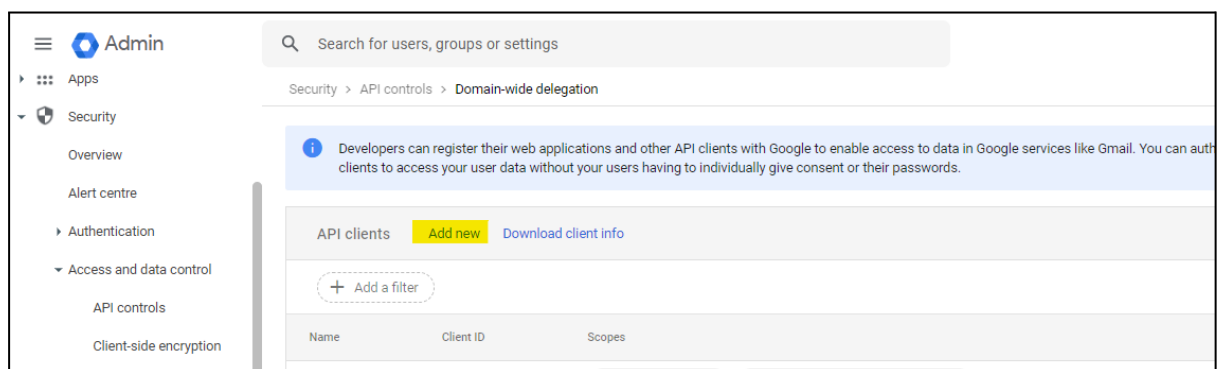 Admin
Search for users, groups or settings
Apps
Security > API controls > Domain-wide delegation
Security
Overview
Developers can register their web applications and other API clients with Google to enable access to data in Google services like Gmail. You can auth
clients to access your user data without your users having to individually give consent or their passwords.
Alert centre
Authentication
API clients Add new Download client info
Access and data control
+ Add a filter
API controls
Client-side encryption
Name Client ID Scopes